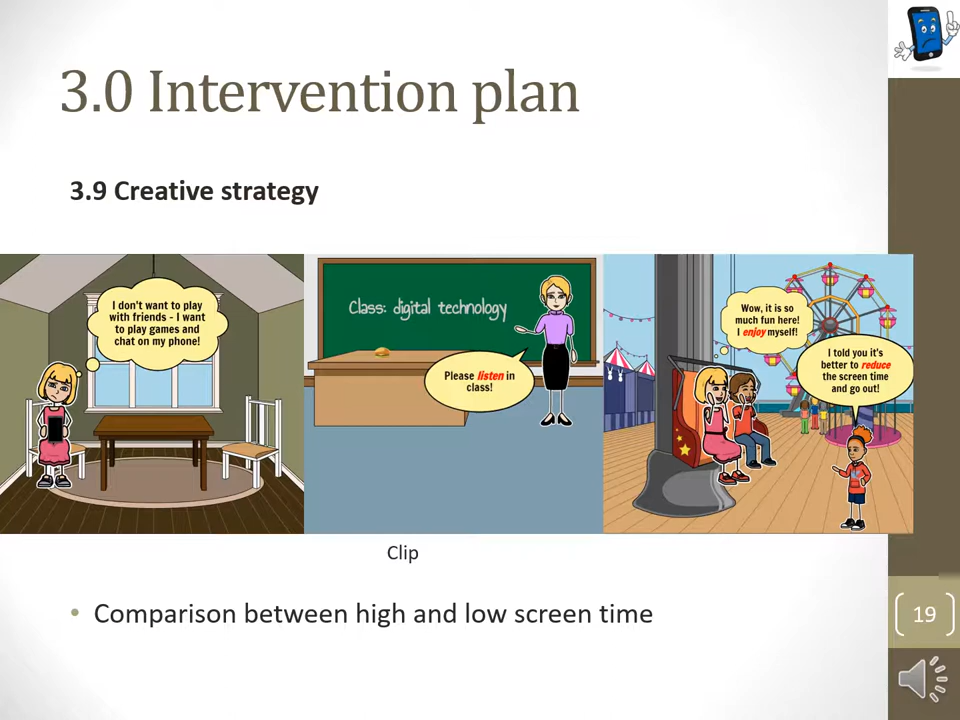 3.0 Intervention plan
3.9 Creative strategy
I don't want to play
with friends - I want
to play games and
chat on my phone!
Class: digital technology
Please listen in
class!
Wow, it is so
much fun here!
I enjoy myself!
I told you it's
better to reduce
the screen time
and go out!
Clip
• Comparison between high and low screen time
19